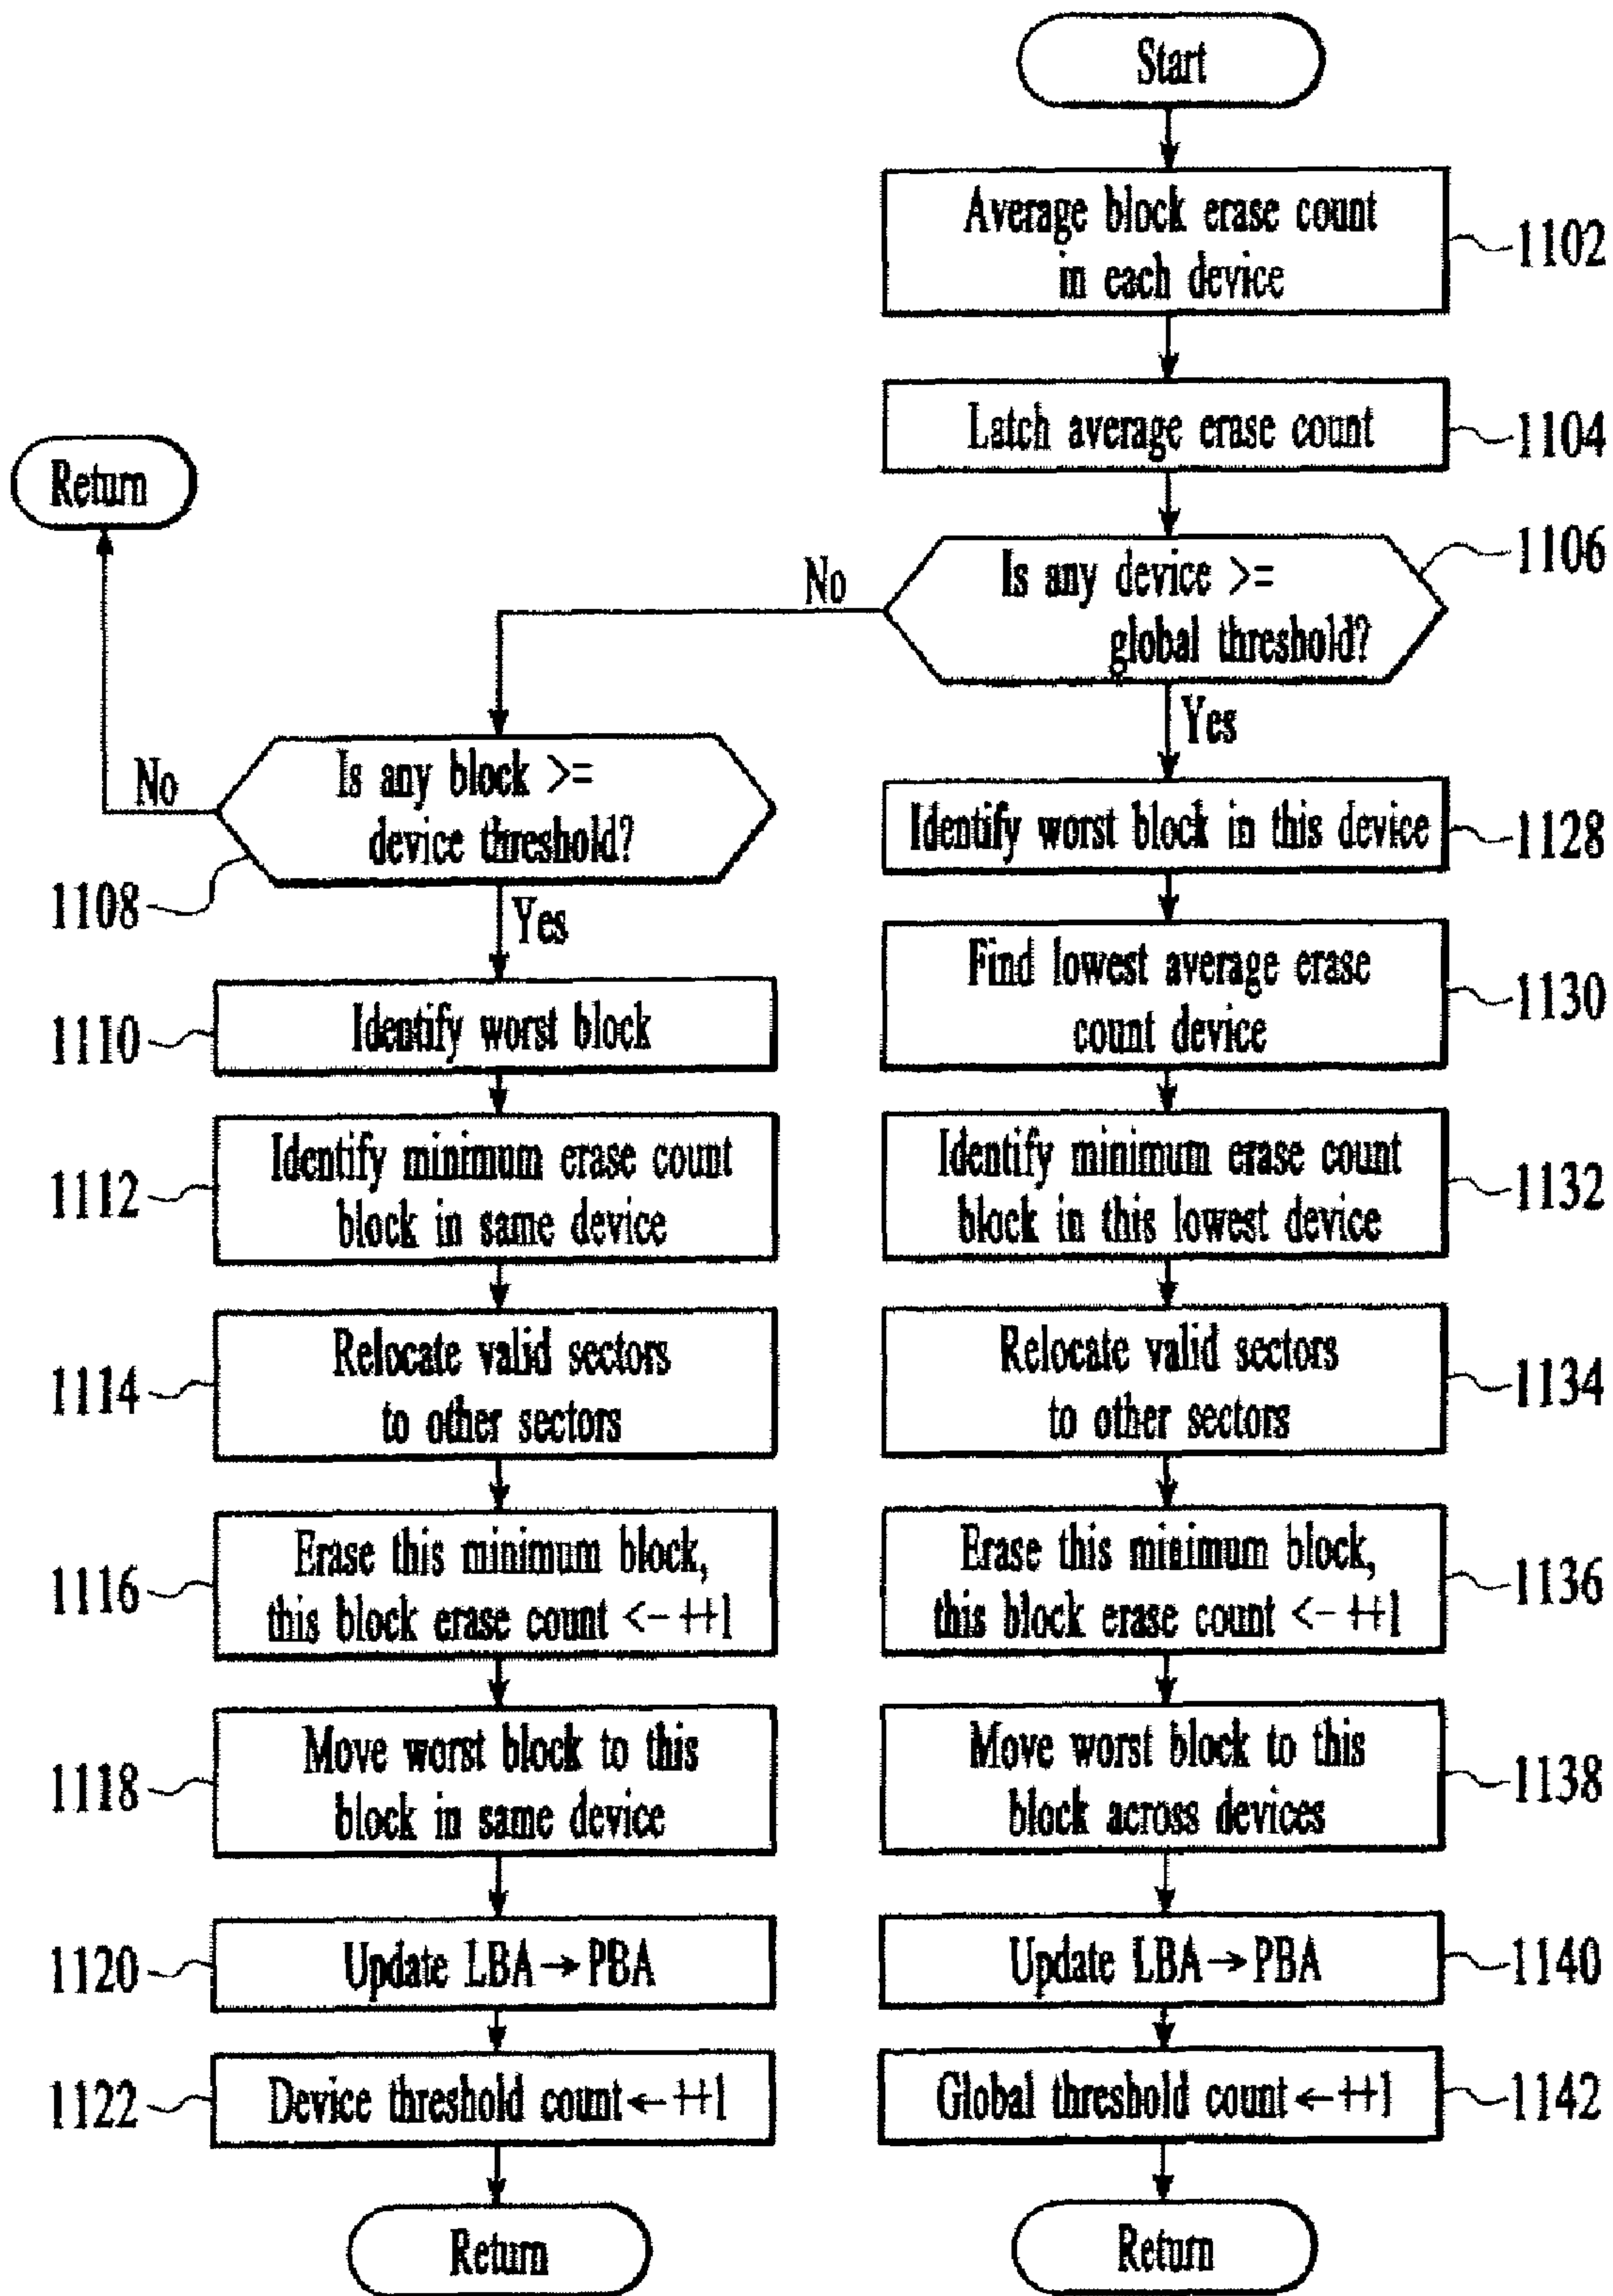 Start
Average block erase count
in each device
1102
Latch average erase count
1104
Return
Is any device >=
global threshold?
1106
No
Yes
Is any block >=
device threshold?
1108
No
Yes
Identify worst block in this device
1128
Find lowest average erase
count device
1130
Identify worst block
1110
Identify minimum erase count
block in same device
1112
Identify minimum erase count
block in this lowest device
1132
Relocate valid sectors
to other sectors
1114
Relocate valid sectors
to other sectors
1134
Erase this minimum block,
this block erase count <- ++1
1116
Erase this minimum block,
this block erase count <- ++1
1136
Move worst block to this
block in same device
1118
Move worst block to this
block across devices
1138
Update LBA→PBA
1120
Update LBA→PBA
1140
Device threshold count← ++1
1122
Global threshold count← ++1
1142
Return
Return